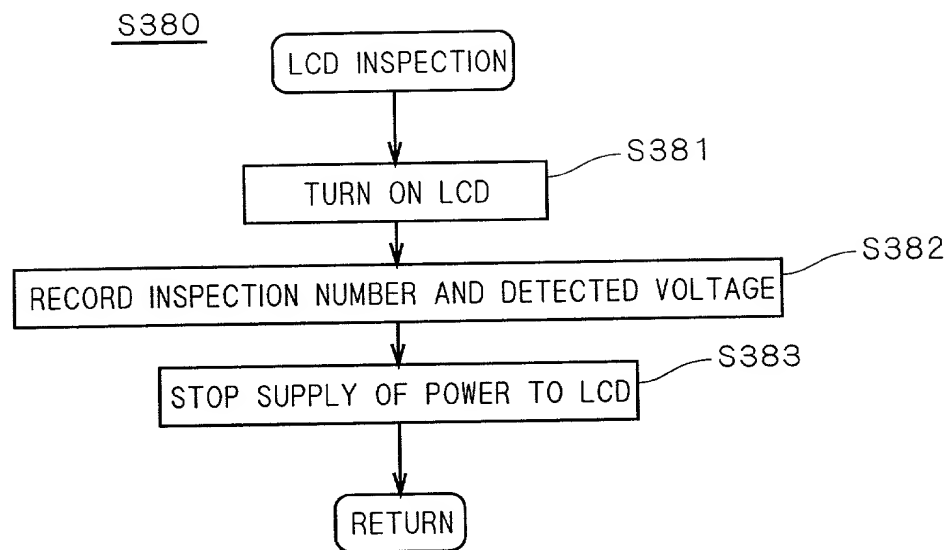 S380
LCD INSPECTION
S381
TURN ON LCD
S382
RECORD INSPECTION NUMBER AND DETECTED VOLTAGE
S383
STOP SUPPLY OF POWER TO LCD
RETURN